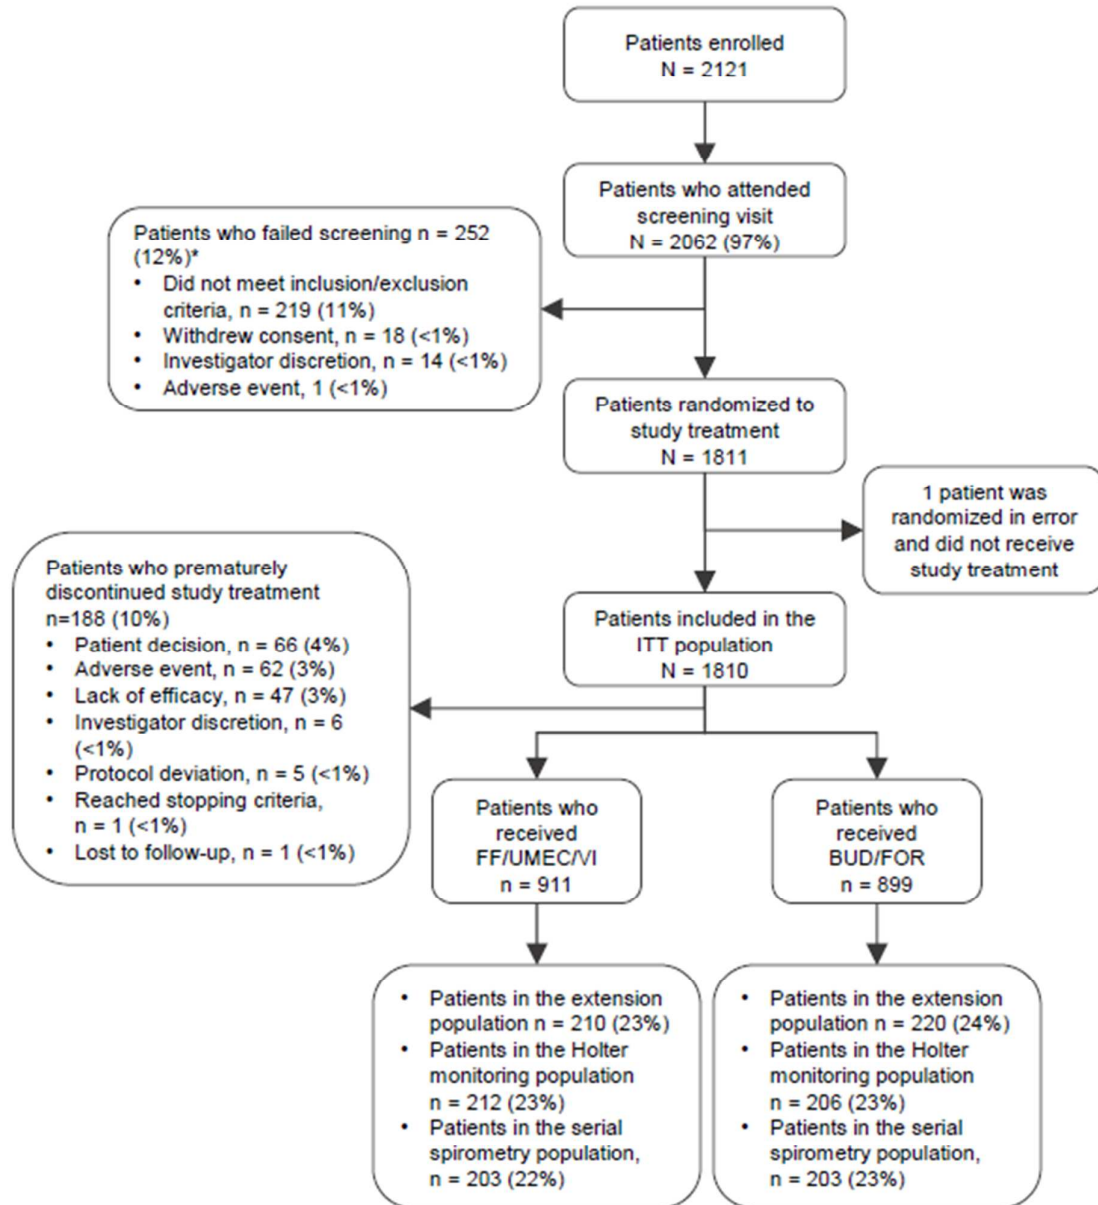 Patients enrolled
N = 2121
Patients who attended
screening visit
N = 2062 (97%)
Patients who failed screening n = 252
(12%)*
• Did not meet inclusion/exclusion
criteria, n = 219 (11%)
• Withdrew consent, n = 18 (<1%)
• Investigator discretion, n = 14 (<1%)
• Adverse event, 1 (<1%)
Patients randomized to
study treatment
N = 1811
1 patient was
randomized in error
and did not receive
study treatment
Patients included in the
ITT population
N = 1810
Patients who prematurely
discontinued study treatment
n=188 (10%)
• Patient decision, n = 66 (4%)
• Adverse event, n = 62 (3%)
• Lack of efficacy, n = 47 (3%)
• Investigator discretion, n = 6
(<1%)
• Protocol deviation, n = 5 (<1%)
• Reached stopping criteria,
n = 1 (<1%)
• Lost to follow-up, n = 1 (<1%)
Patients who
received
FF/UMEC/VI
n = 911
Patients who
received
BUD/FOR
n = 899
• Patients in the extension
population n = 210 (23%)
• Patients in the Holter
monitoring population
n = 212 (23%)
• Patients in the serial
spirometry population,
n = 203 (22%)
• Patients in the extension
population n = 220 (24%)
• Patients in the Holter
monitoring population
n = 206 (23%)
• Patients in the serial
spirometry population,
n = 203 (23%)